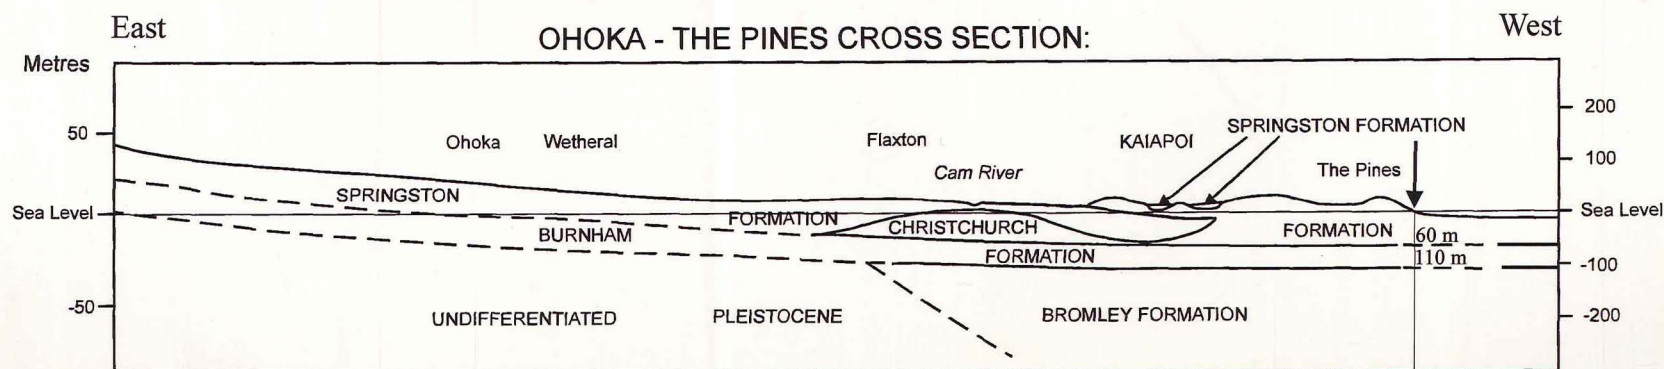 East
West
OHOKA - THE PINES CROSS SECTION:
Metres
200
50
SPRINGSTON FORMATION
Ohoka Wetheral Flaxton KAIAPOI
100
The Pines
Cam River
SPRINGSTON
Sea Level
Sea Level
FORMATION
CHRISTCHURCH
FORMATION
BURNHAM
60 m
FORMATION
110 m
-100
-50
UNDIFFERENTIATED PLEISTOCENE BROMLEY FORMATION
-200